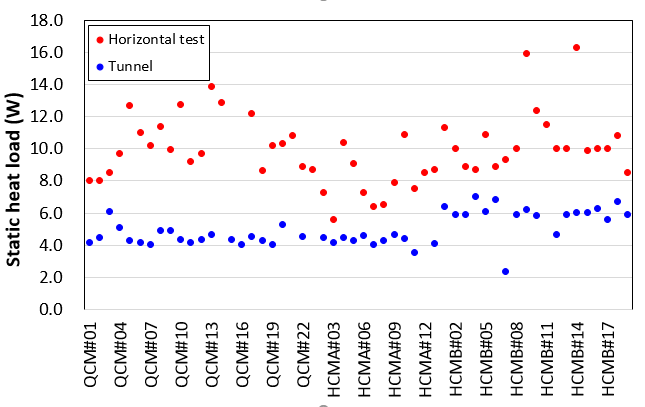 18.0
16.0
14.0
12.0
10.0
8.0
6.0
4.0
2.0
0.0
Static heat load (W)
Horizontal test
Tunnel
QCM#01
QCM#04
QCM#07
QCM#10
QCM#13
QCM#16
QCM#19
QCM#22
HCMA#03
HCMA#06
HCMA#09
HCMA#12
HCMB#02
HCMB#05
HCMB#08
HCMB#11
HCMB#14
HCMB#17